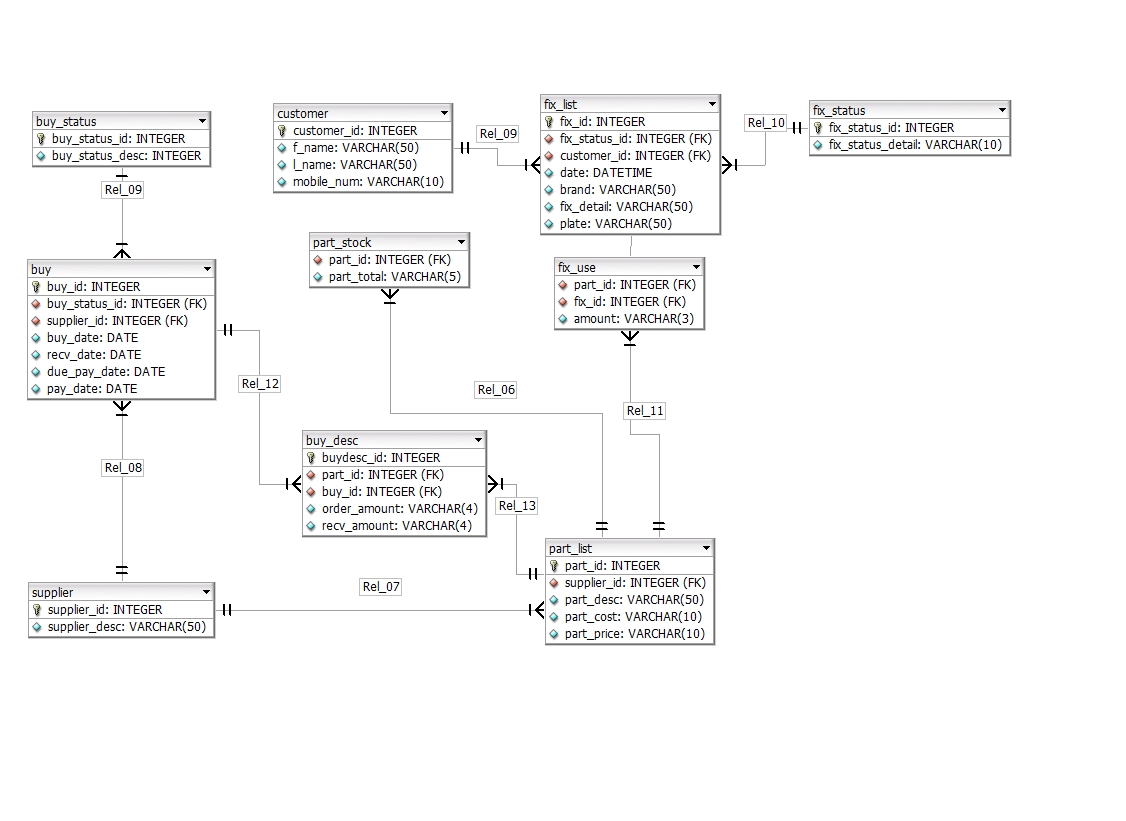 buy_status
buy_status_id: INTEGER
buy_status_desc: INTEGER
Rel_09
customer
customer_id: INTEGER
f_name: VARCHAR(50)
l_name: VARCHAR(50)
mobile_num: VARCHAR(10)
Rel_09
fix_list
fix_id: INTEGER
fix_status_id: INTEGER (FK)
customer_id: INTEGER (FK)
date: DATETIME
brand: VARCHAR(50)
fix_detail: VARCHAR(50)
plate: VARCHAR(50)
Rel_10
fix_status
fix_status_id: INTEGER
fix_status_detail: VARCHAR(10)
part_stock
part_id: INTEGER (FK)
part_total: VARCHAR(5)
fix_use
part_id: INTEGER (FK)
fix_id: INTEGER (FK)
amount: VARCHAR(3)
buy
buy_id: INTEGER
buy_status_id: INTEGER (FK)
supplier_id: INTEGER (FK)
buy_date: DATE
recv_date: DATE
due_pay_date: DATE
pay_date: DATE
Rel_12
Rel_06
Rel_11
Rel_08
buy_desc
buydesc_id: INTEGER
part_id: INTEGER (FK)
buy_id: INTEGER (FK)
order_amount: VARCHAR(4)
recv_amount: VARCHAR(4)
Rel_13
part_list
part_id: INTEGER
supplier_id: INTEGER (FK)
part_desc: VARCHAR(50)
part_cost: VARCHAR(10)
part_price: VARCHAR(10)
Rel_07
supplier
supplier_id: INTEGER
supplier_desc: VARCHAR(50)